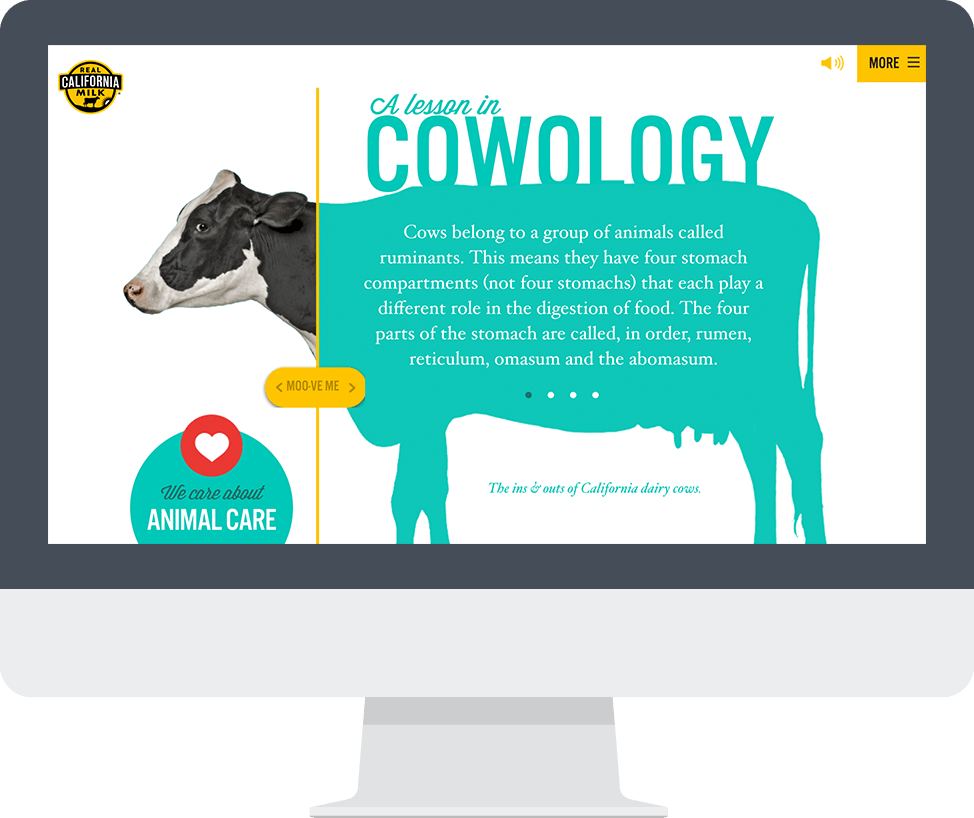 REAL
CALIFORNIA
MILK
MORE
A lesson in
COWOLOGY
Cows belong to a group of animals called
ruminants. This means they have four stomach
compartments (not four stomachs) that each play a
different role in the digestion of food. The four
parts of the stomach are called, in order, rumen,
reticulum, omasum and the abomasum.
MOO-VE ME
The ins & outs of California dairy cows.
We care about
ANIMAL CARE